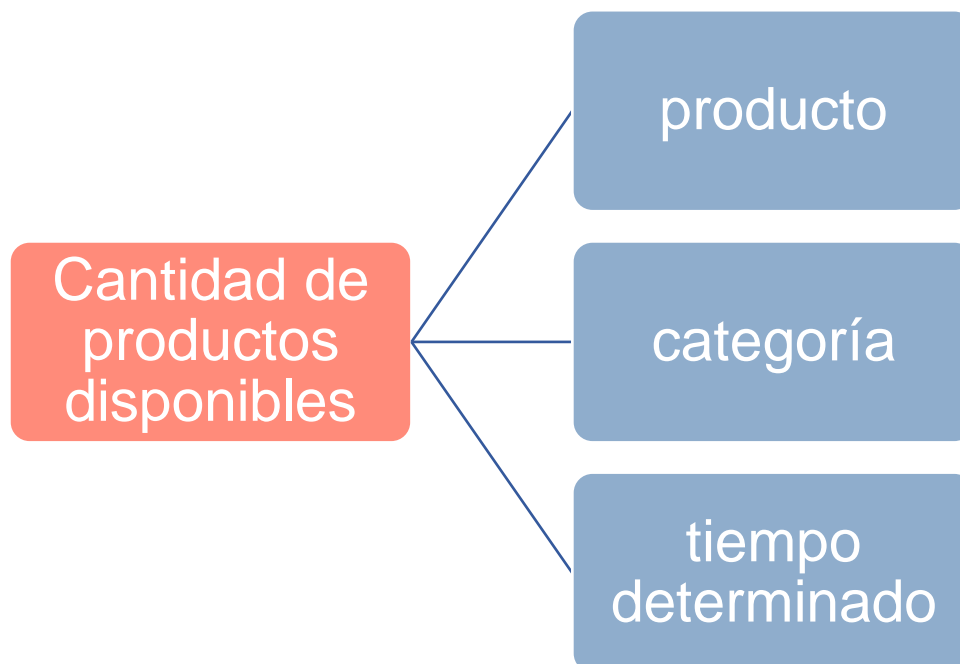 producto
Cantidad de
productos
disponibles
categoría
tiempo
determinado